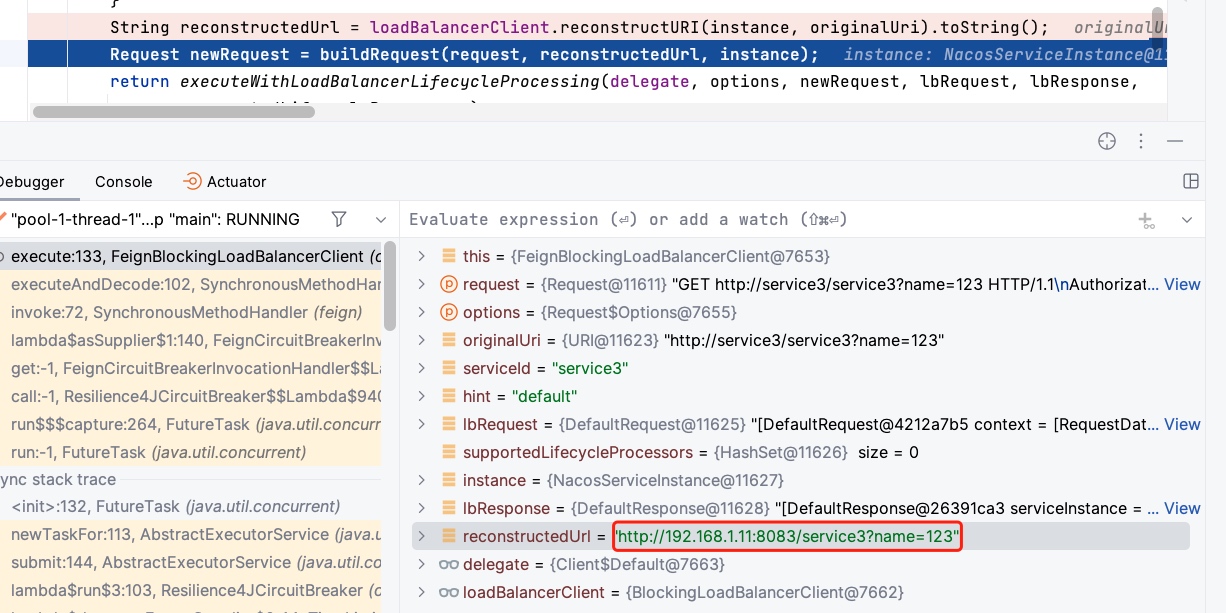 }
String reconstructedUrl = loadBalancerClient.reconstructURI(instance, originalUri).toString(); originalU
Request newRequest = buildRequest(request, reconstructedUrl, instance); instance: NacosServiceInstance@11
return executeWithLoadBalancerLifecycleProcessing(delegate, options, newRequest, lbRequest, lbResponse,
Debugger Console Actuator
"pool-1-thread-1"...p "main": RUNNING
Evaluate expression (⏎) or add a watch (⇧⌘⏎)
execute:133, FeignBlockingLoadBalancerClient (o
executeAndDecode:102, SynchronousMethodHan
invoke:72, SynchronousMethodHandler (feign)
lambda$asSupplier$1:140, FeignCircuitBreakerInv
get:-1, FeignCircuitBreakerInvocationHandler$$La
call:-1, Resilience4JCircuitBreaker$$Lambda$940
run$$$capture:264, FutureTask (java.util.concurr
run:-1, FutureTask (java.util.concurrent)
ync stack trace
<init>:132, FutureTask (java.util.concurrent)
newTaskFor:113, AbstractExecutorService (java.u
submit:144, AbstractExecutorService (java.util.co
lambda$run$3:103, Resilience4JCircuitBreaker (o
this = {FeignBlockingLoadBalancerClient@7653}
request = {Request@11611} "GET http://service3/service3?name=123 HTTP/1.1\nAuthorizat... View
options = {Request$Options@7655}
originalUri = {URI@11623} "http://service3/service3?name=123"
serviceId = "service3"
hint = "default"
lbRequest = {DefaultRequest@11625} "[DefaultRequest@4212a7b5 context = [RequestDat... View
supportedLifecycleProcessors = {HashSet@11626} size = 0
instance = {NacosServiceInstance@11627}
lbResponse = {DefaultResponse@11628} "[DefaultResponse@26391ca3 serviceInstance = ... View
reconstructedUrl = "http://192.168.1.11:8083/service3?name=123"
delegate = {Client$Default@7663}
loadBalancerClient = {BlockingLoadBalancerClient@7662}